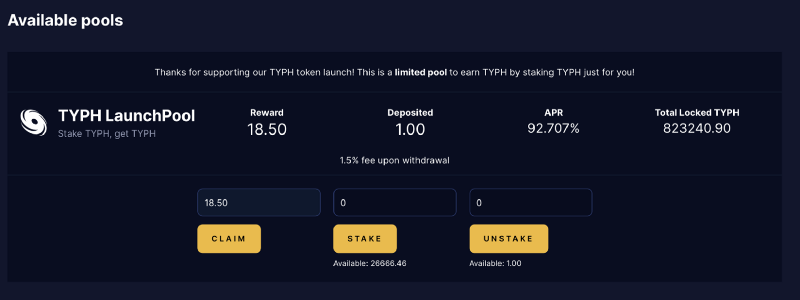 Available pools
Thanks for supporting our TYPH token launch! This is a limited pool to earn TYPH by staking TYPH just for you!
TYPH LaunchPool
Stake TYPH, get TYPH
Reward
18.50
Deposited
1.00
APR
92.707%
Total Locked TYPH
823240.90
1.5% fee upon withdrawal
18.50
0
0
CLAIM
STAKE
UNSTAKE
Available: 26666.46
Available: 1.00